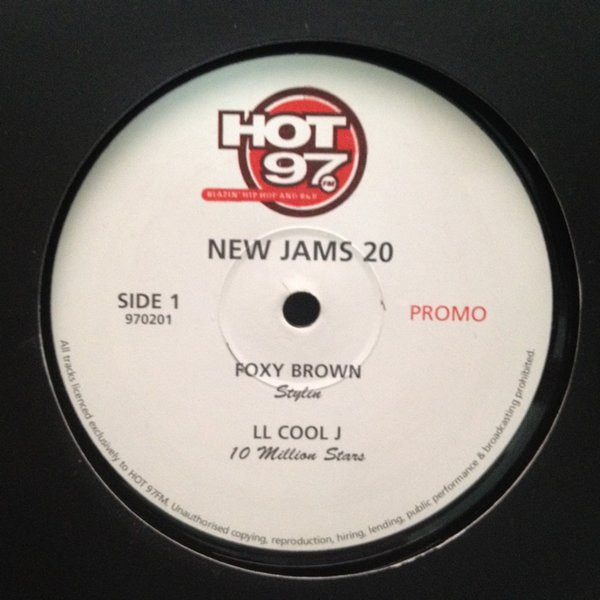 HOT
97
FM
BLAZIN' HIP HOP AND R&B
NEW JAMS 20
SIDE 1
970201
PROMO
FOXY BROWN
Stylin
LL COOL J
10 Million Stars
All tracks licenced exclusively to HOT 97FM. Unauthorised copying, reproduction, hiring, lending, public performance & broadcasting prohibited.